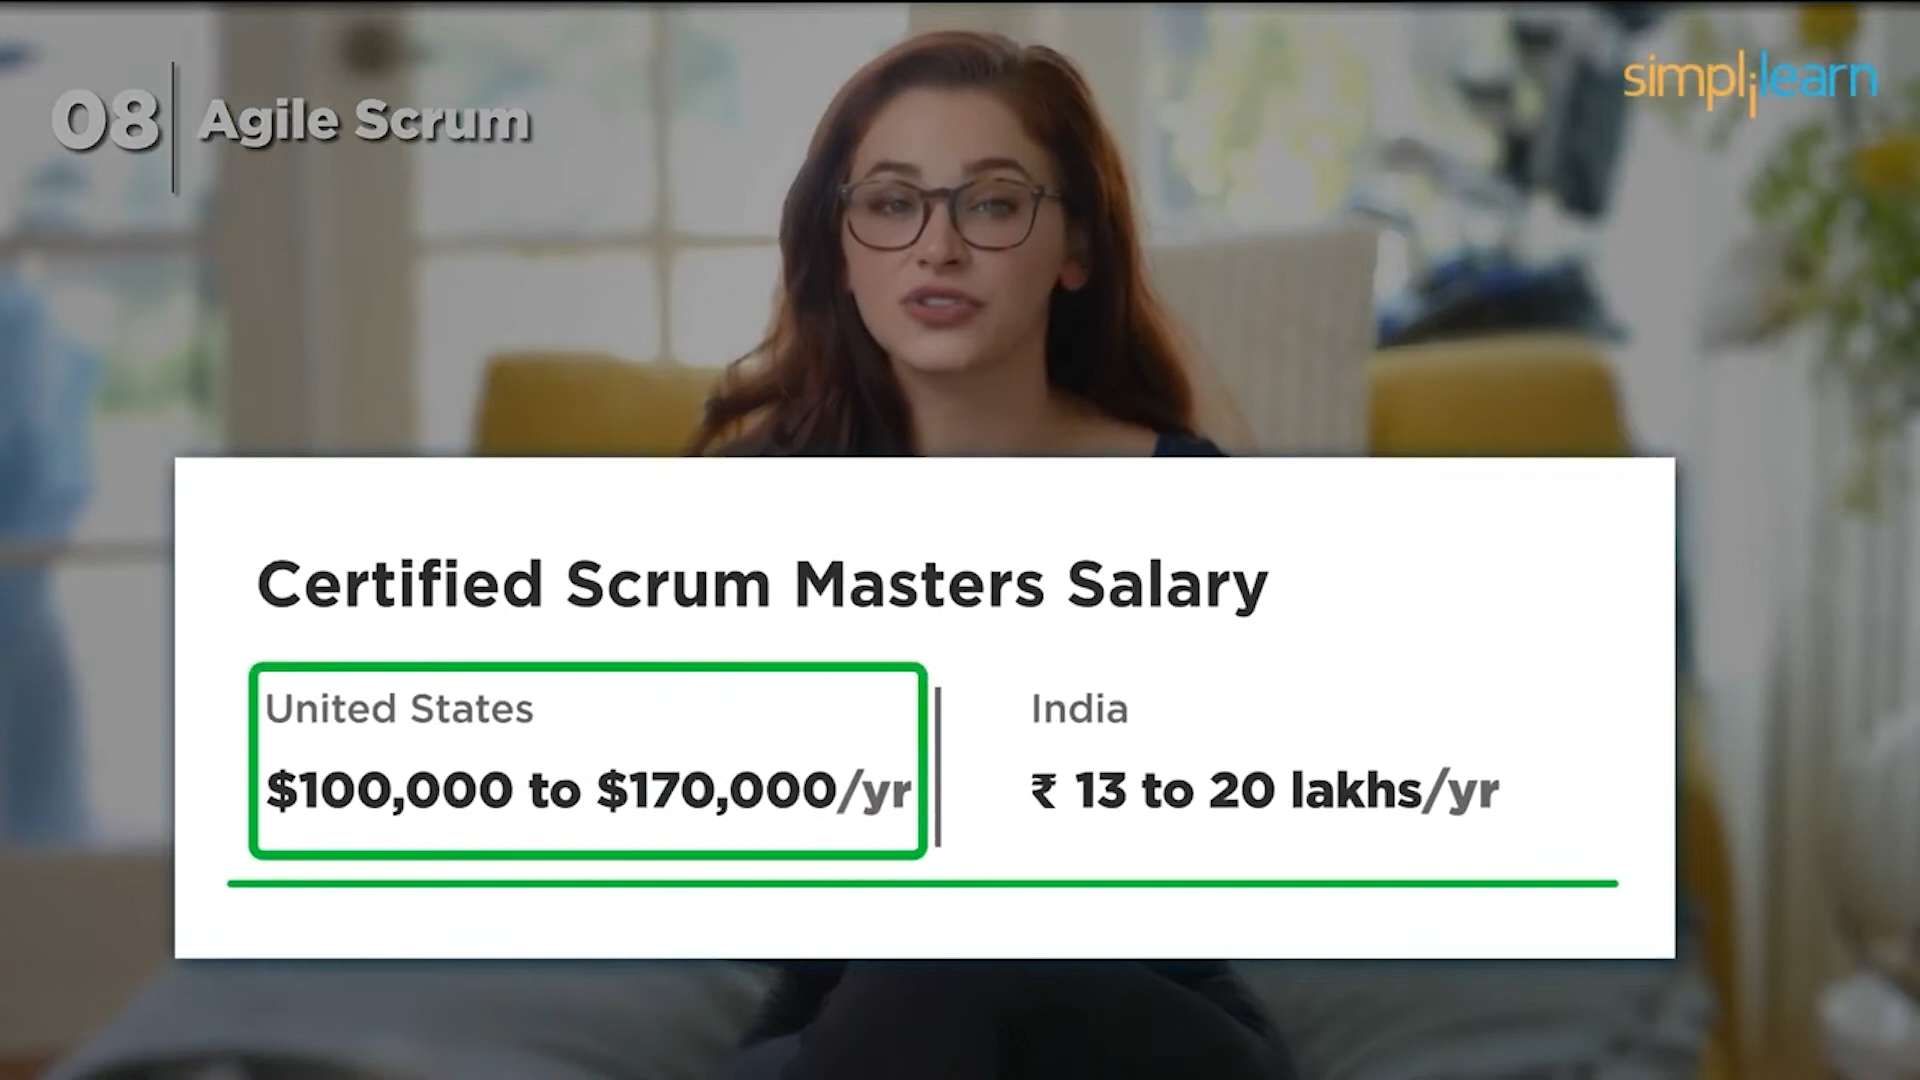 08 Agile Scrum
simplilearn
Certified Scrum Masters Salary
United States
$100,000 to $170,000/yr
India
₹ 13 to 20 lakhs/yr